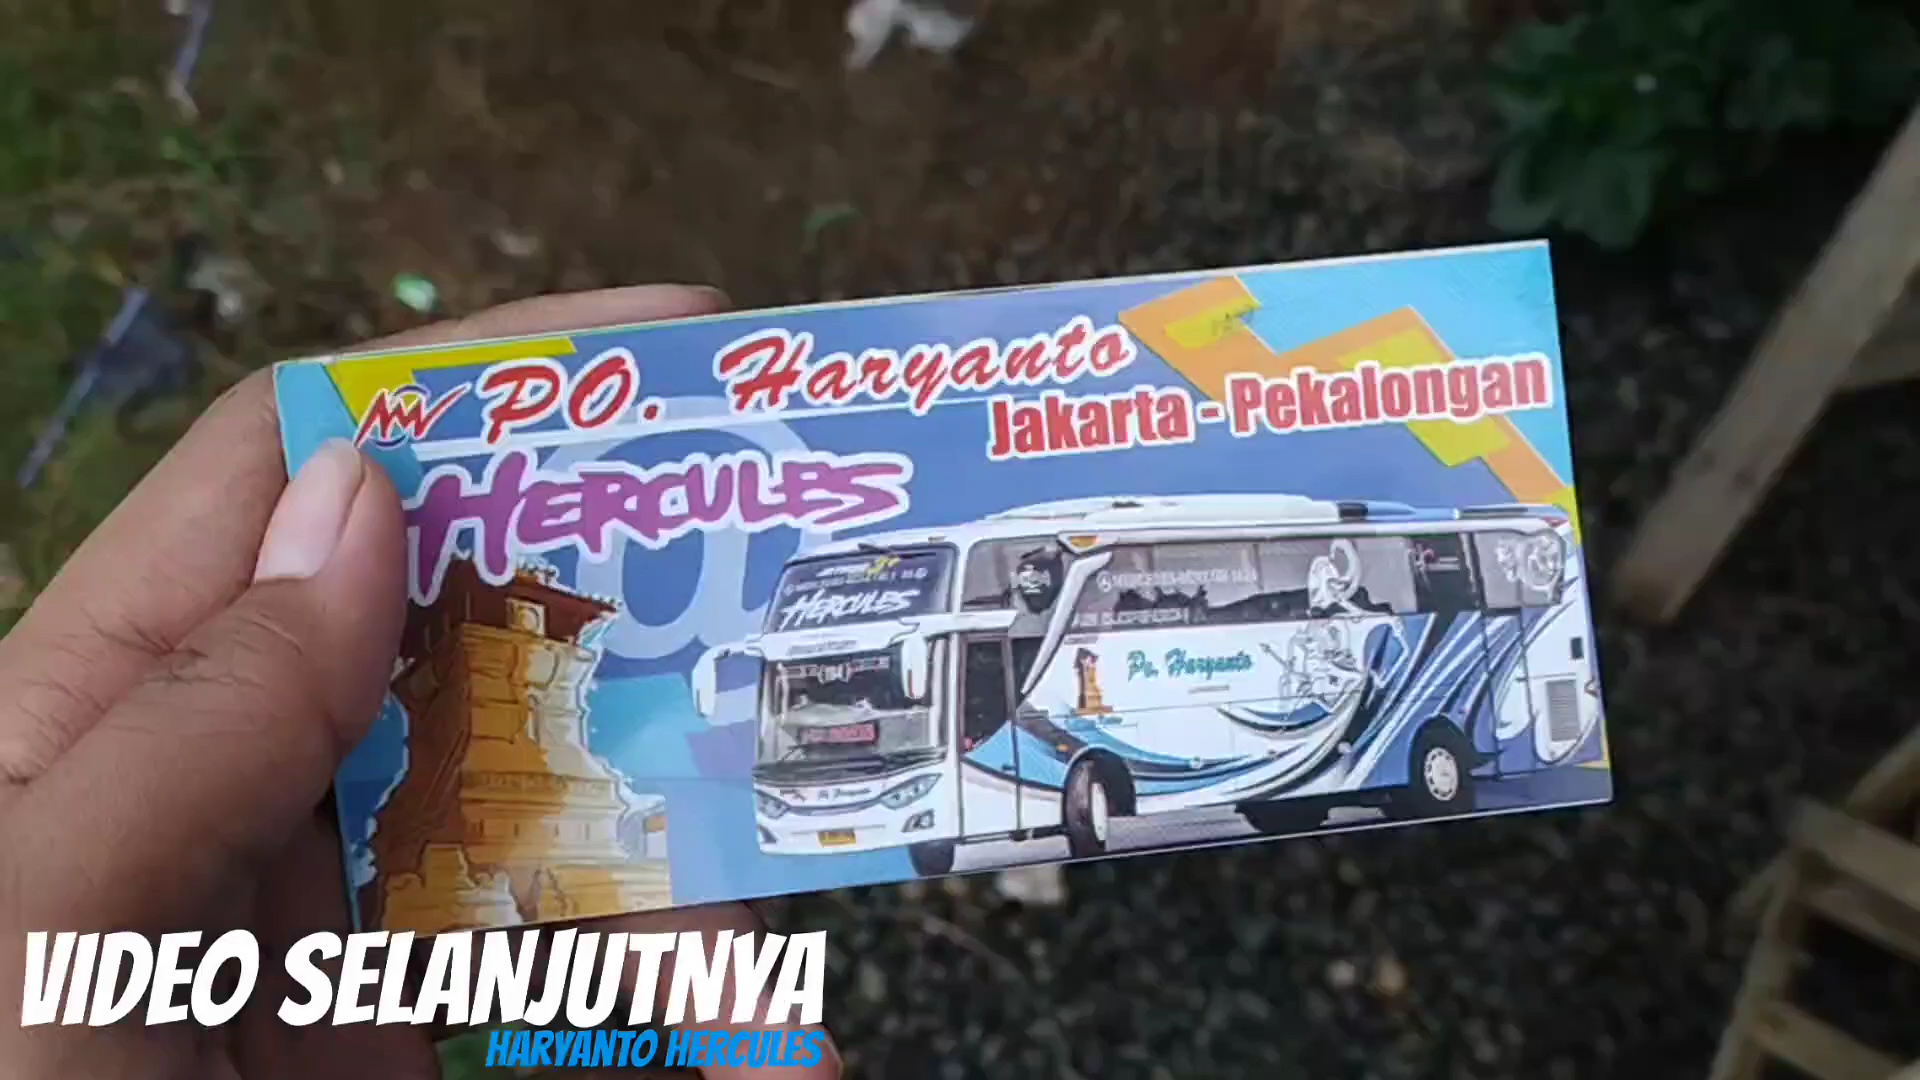 PO. Haryanto
Jakarta - Pekalongan
HERCULES
HERCULES
Po. Haryanto
VIDEO SELANJUTNYA
HARYANTO HERCULES